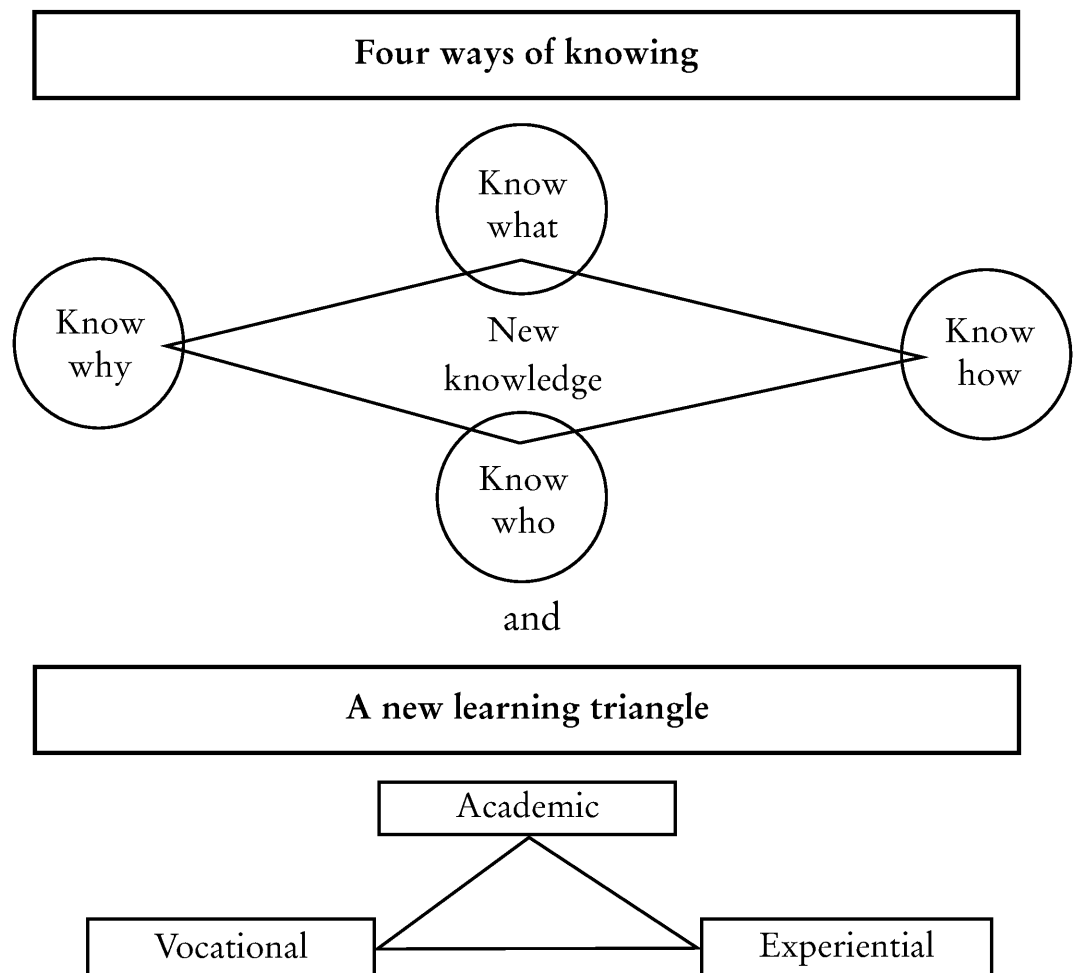 Four ways of knowing
Know
what
Know
why
New
knowledge
Know
how
Know
who
and
A new learning triangle
Academic
Vocational
Experiential